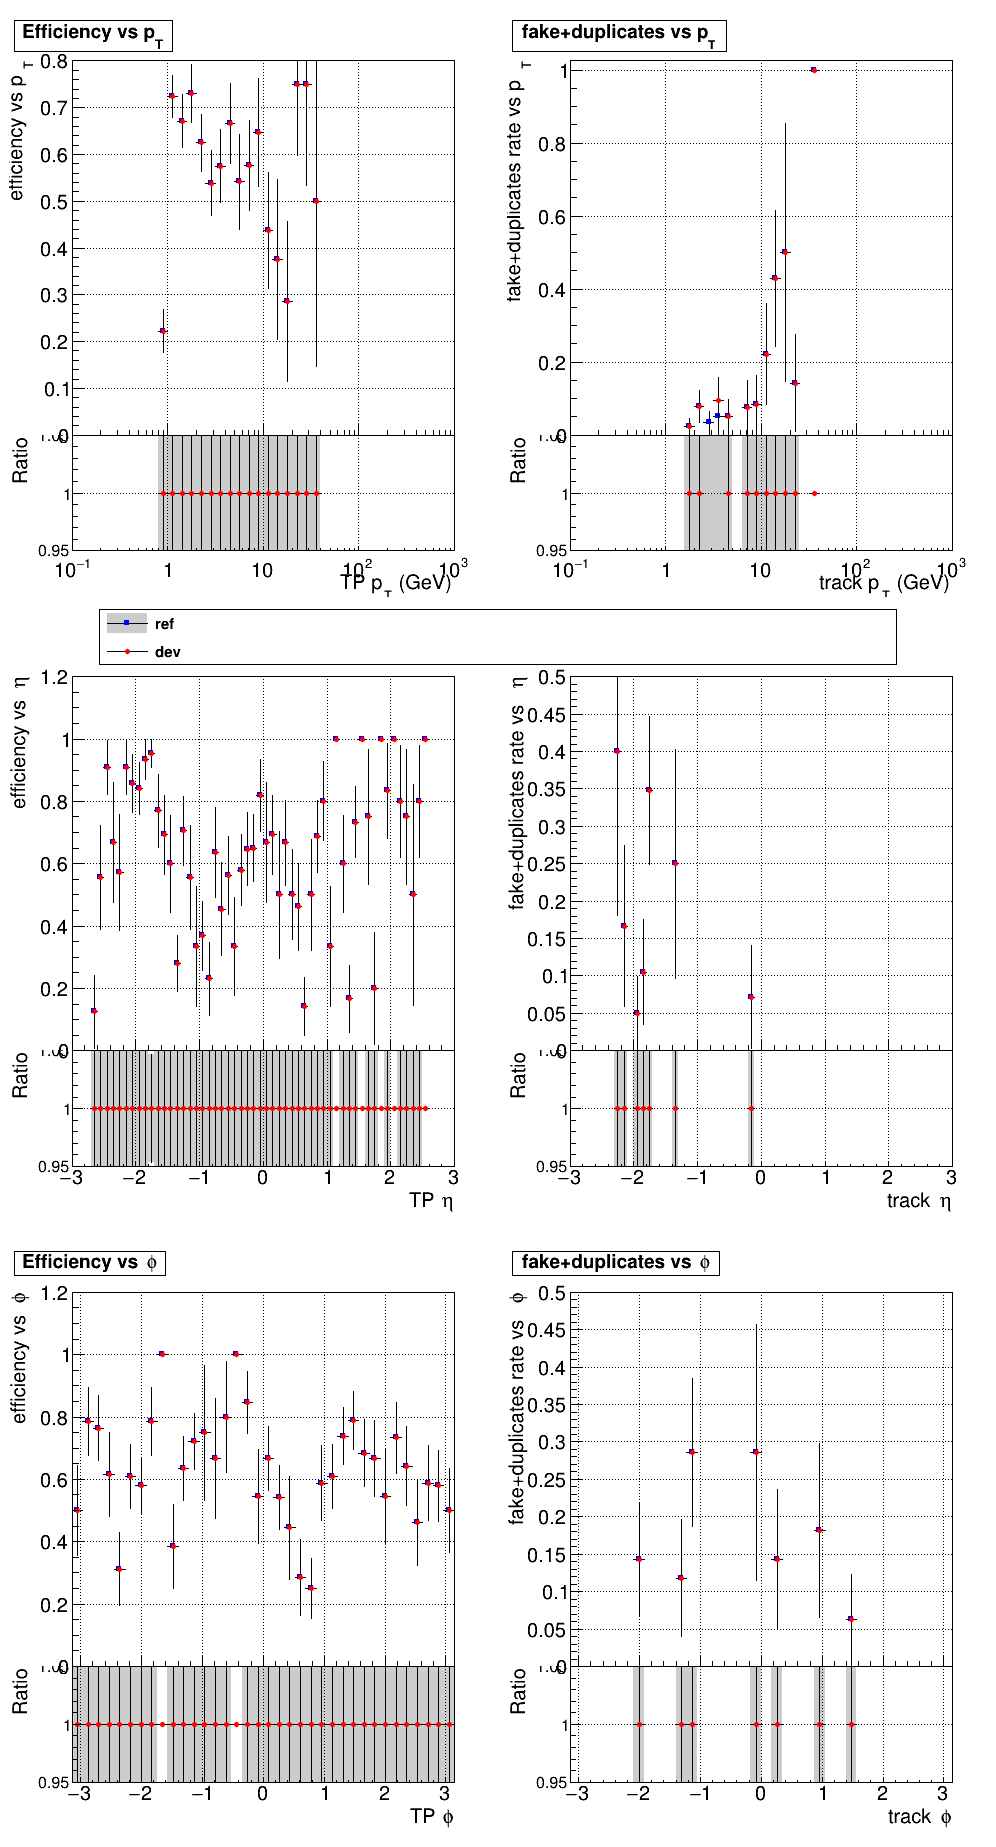 Efficiency vs p_T
fake+duplicates vs p_T
efficiency vs p_T
0.8
0.7
0.6
0.5
0.4
0.3
0.2
0.1
0
Ratio
1
0.95
10^−1 1 10 10^2 10^3
TP p_T (GeV)
fake+duplicates rate vs p_T
1
0.8
0.6
0.4
0.2
0
Ratio
1
0.95
10^−1 1 10 10^2 10^3
track p_T (GeV)
ref
dev
efficiency vs η
1.2
1
0.8
0.6
0.4
0.2
0
Ratio
1
0.95
−3 −2 −1 0 1 2 3
TP η
fake+duplicates rate vs η
0.5
0.45
0.4
0.35
0.3
0.25
0.2
0.15
0.1
0.05
0
Ratio
1
0.95
−3 −2 −1 0 1 2 3
track η
Efficiency vs ϕ
fake+duplicates vs ϕ
efficiency vs ϕ
1.2
1
0.8
0.6
0.4
0.2
0
Ratio
1
0.95
−3 −2 −1 0 1 2 3
TP ϕ
fake+duplicates rate vs ϕ
0.5
0.45
0.4
0.35
0.3
0.25
0.2
0.15
0.1
0.05
0
Ratio
1
0.95
−3 −2 −1 0 1 2 3
track ϕ